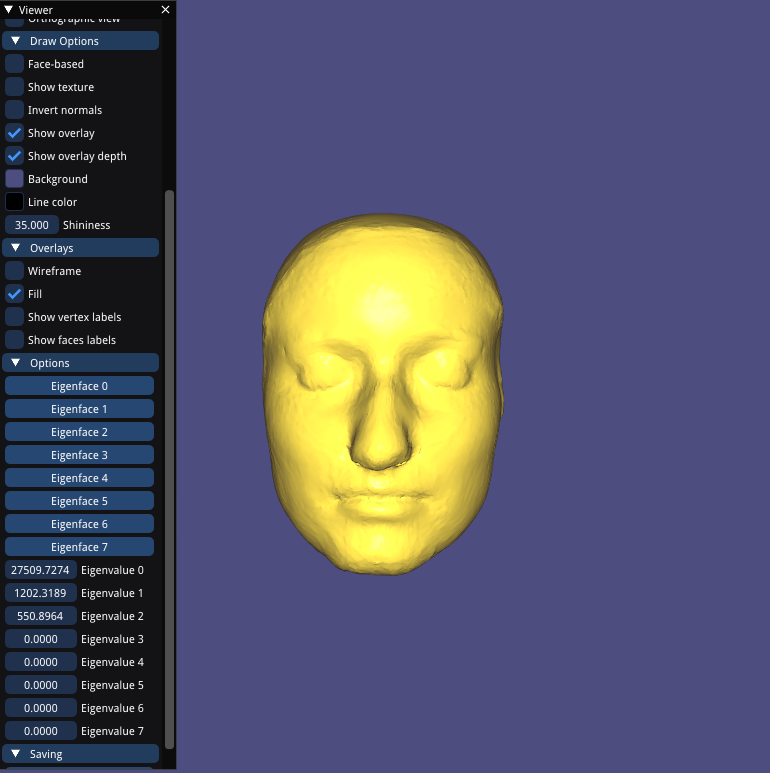 Viewer
Orthographic view
Draw Options
Face-based
Show texture
Invert normals
Show overlay
Show overlay depth
Background
Line color
35.000 Shininess
Overlays
Wireframe
Fill
Show vertex labels
Show faces labels
Options
Eigenface 0
Eigenface 1
Eigenface 2
Eigenface 3
Eigenface 4
Eigenface 5
Eigenface 6
Eigenface 7
27509.7274 Eigenvalue 0
1202.3189 Eigenvalue 1
550.8964 Eigenvalue 2
0.0000 Eigenvalue 3
0.0000 Eigenvalue 4
0.0000 Eigenvalue 5
0.0000 Eigenvalue 6
0.0000 Eigenvalue 7
Saving